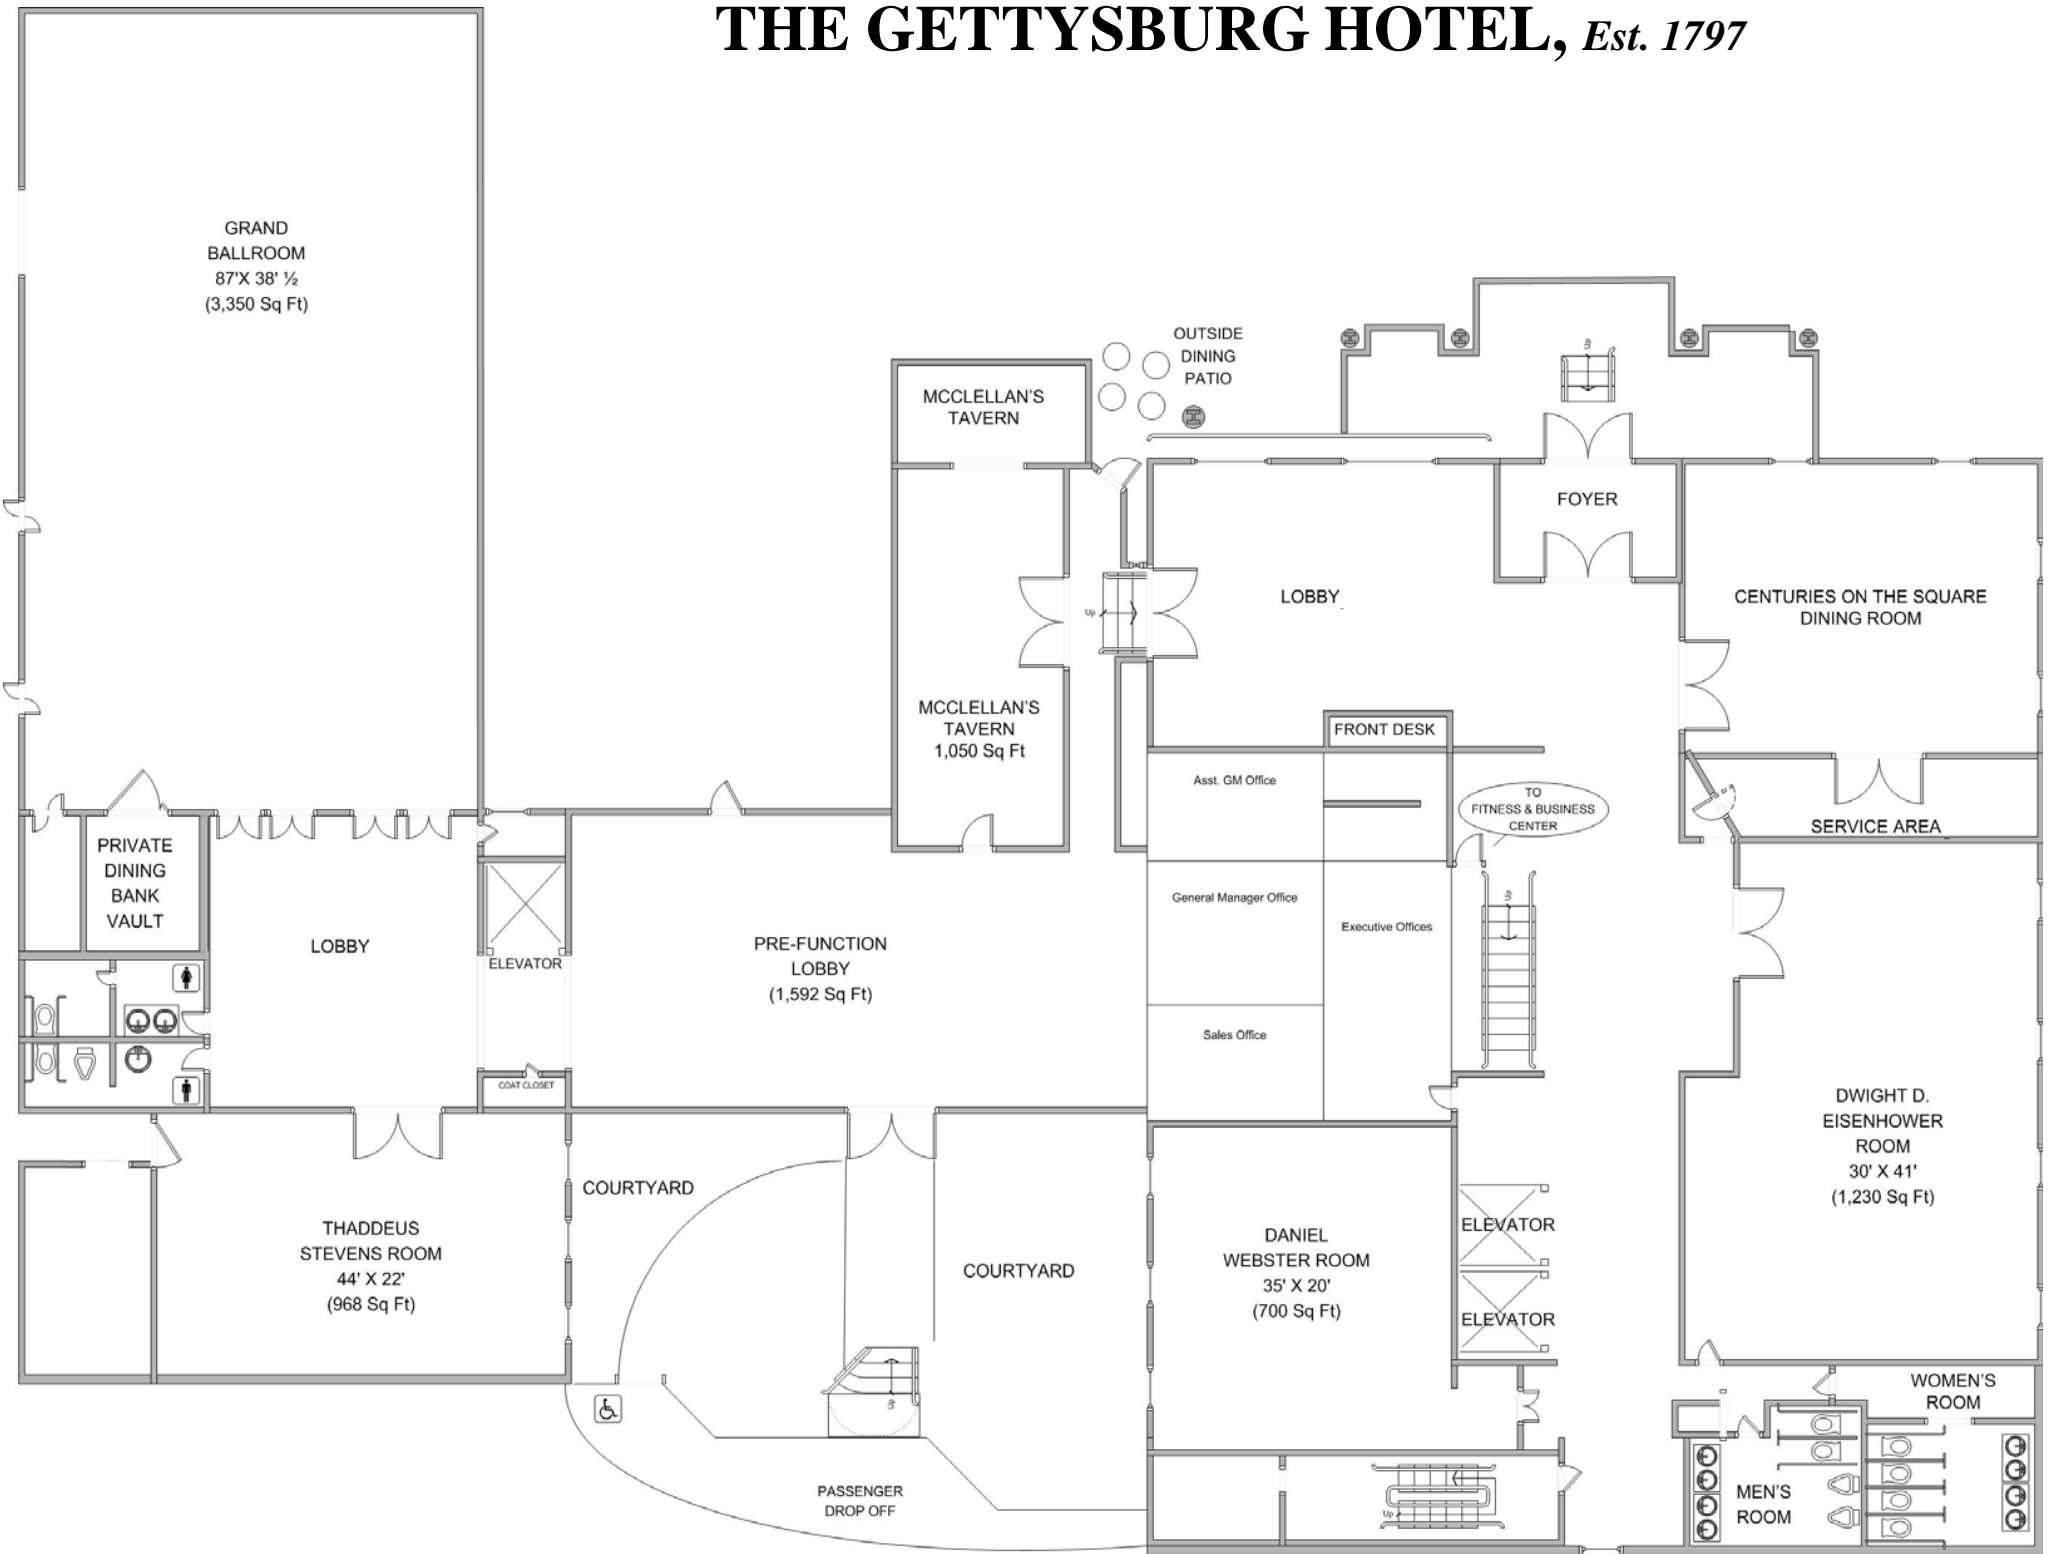 THE GETTYSBURG HOTEL, Est. 1797
GRAND
BALLROOM
87'X 38' ½
(3,350 Sq Ft)
OUTSIDE
DINING
PATIO
MCCLELLAN'S
TAVERN
Up
FOYER
LOBBY
Up
CENTURIES ON THE SQUARE
DINING ROOM
MCCLELLAN'S
TAVERN
1,050 Sq Ft
FRONT DESK
Asst. GM Office
TO
FITNESS & BUSINESS
CENTER
SERVICE AREA
PRIVATE
DINING
BANK
VAULT
LOBBY
ELEVATOR
PRE-FUNCTION
LOBBY
(1,592 Sq Ft)
General Manager Office
Executive Offices
Up
Sales Office
COAT CLOSET
DWIGHT D.
EISENHOWER
ROOM
30' X 41'
(1,230 Sq Ft)
COURTYARD
THADDEUS
STEVENS ROOM
44' X 22'
(968 Sq Ft)
COURTYARD
DANIEL
WEBSTER ROOM
35' X 20'
(700 Sq Ft)
ELEVATOR
ELEVATOR
Up
WOMEN'S
ROOM
PASSENGER
DROP OFF
Up
MEN'S
ROOM